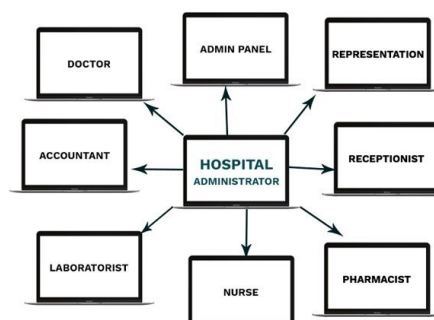 ADMIN PANEL
REPRESENTATION
DOCTOR
ACCOUNTANT
HOSPITAL
ADMINISTRATOR
RECEPTIONIST
LABORATORIST
NURSE
PHARMACIST